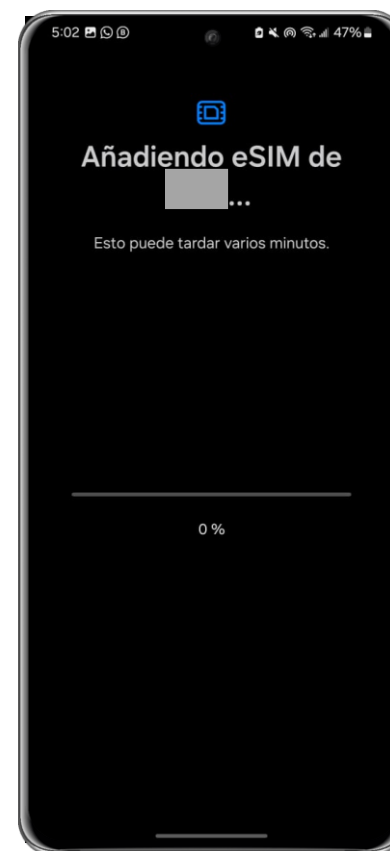 5:02 47%
Añadiendo eSIM de
...
Esto puede tardar varios minutos.
0 %